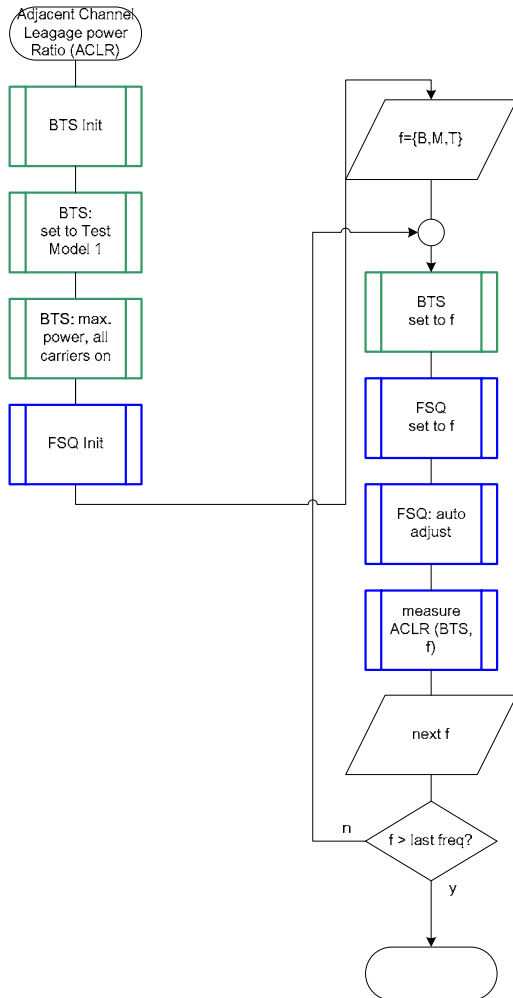 Adjacent Channel
Leagage power
Ratio (ACLR)
BTS Init
BTS:
set to Test
Model 1
BTS: max.
power, all
carriers on
FSQ Init
f={B,M,T}
BTS
set to f
FSQ
set to f
FSQ: auto
adjust
measure
ACLR (BTS,
f)
next f
f > last freq?
n
y